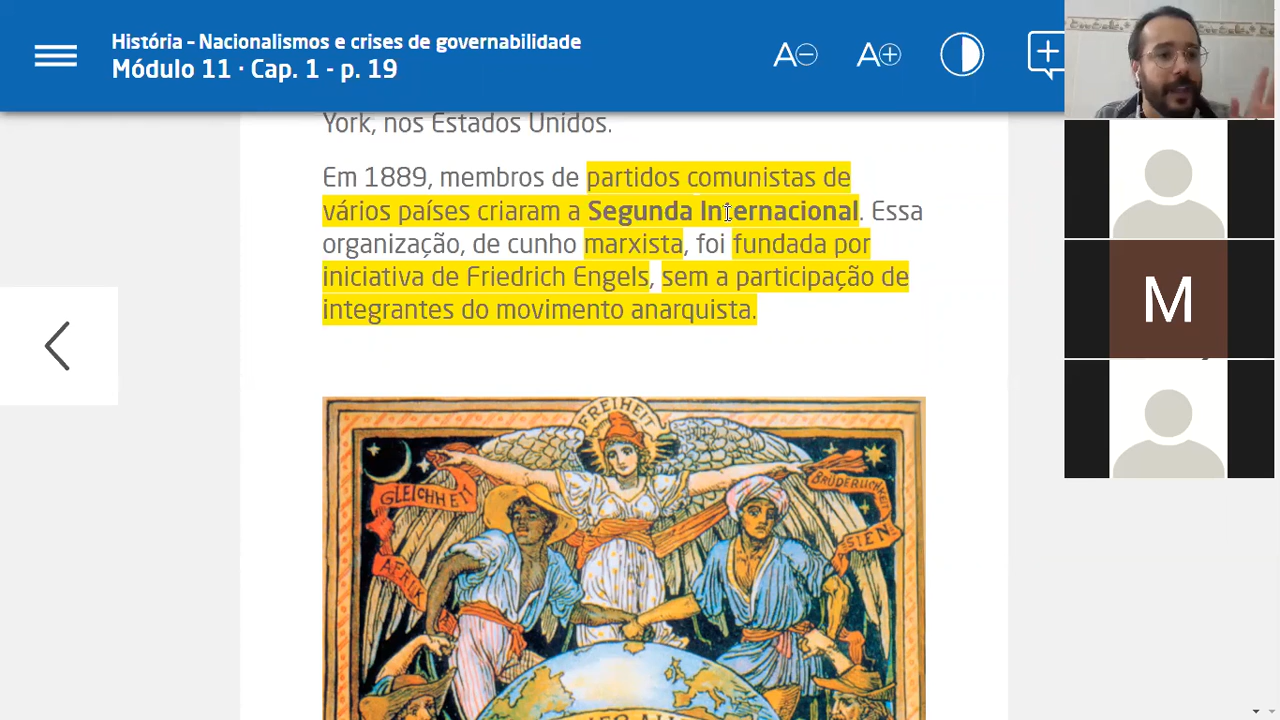 História – Nacionalismos e crises de governabilidade
Módulo 11 · Cap. 1 - p. 19
A A
York, nos Estados Unidos.
Em 1889, membros de partidos comunistas de
vários países criaram a Segunda Internacional. Essa
organização, de cunho marxista, foi fundada por
iniciativa de Friedrich Engels, sem a participação de
integrantes do movimento anarquista.
M
FREIHEIT
GLEICHHEIT
BRÜDERLICHKEIT
AFRIK
ASIEN